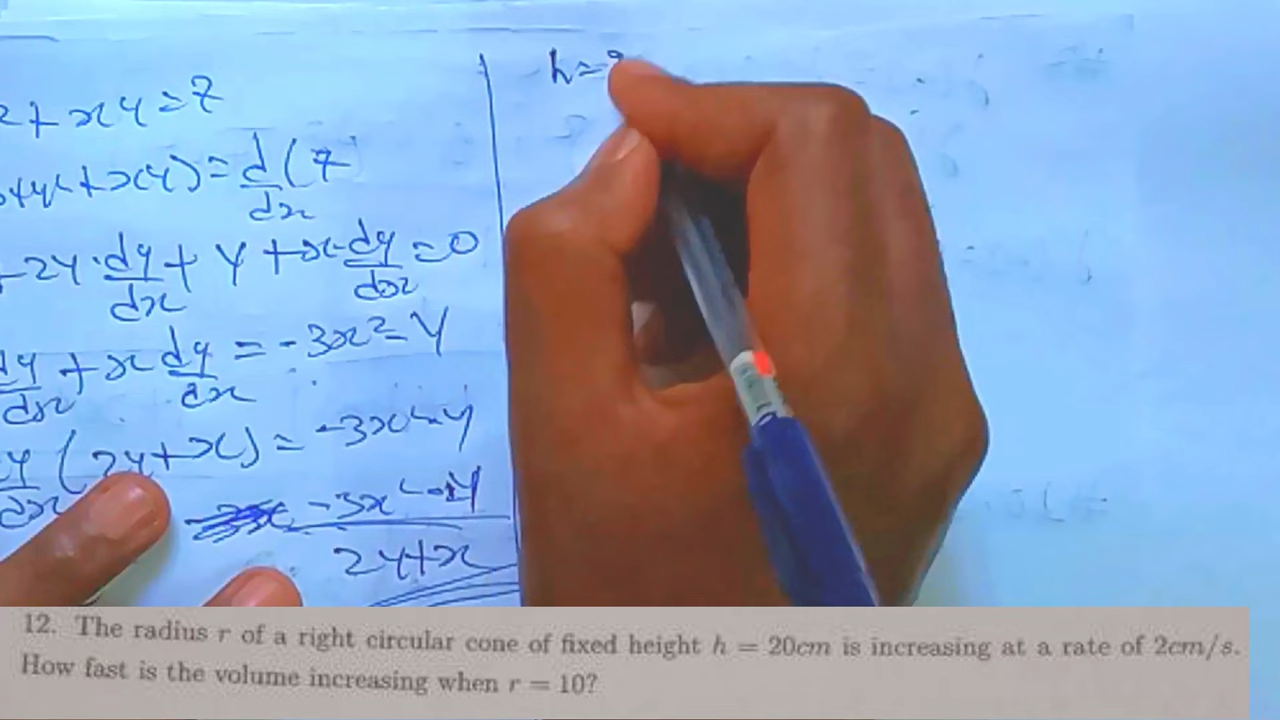 2 + xy = 7
+y² + xy) = d/dx (7
2y · dy/dx + y + x dy/dx = 0
dy/dx + x dy/dx = -3x² - y
dy/dx (2y + x) = -3x² - y
-3x² - y
2y + x
h =
12. The radius r of a right circular cone of fixed height h = 20cm is increasing at a rate of 2cm/s.
How fast is the volume increasing when r = 10?